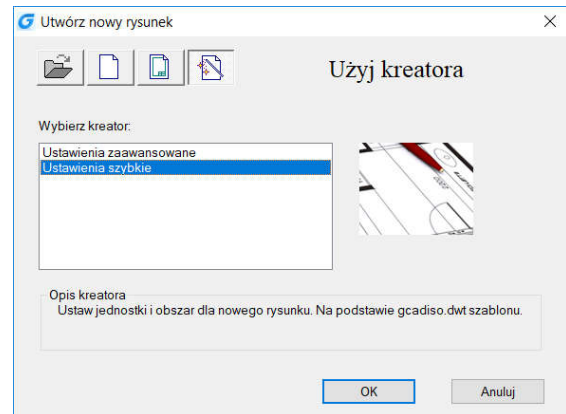 Utwórz nowy rysunek
Użyj kreatora
Wybierz kreator:
Ustawienia zaawansowane
Ustawienia szybkie
Opis kreatora
Ustaw jednostki i obszar dla nowego rysunku. Na podstawie gcadiso.dwt szablonu.
OK
Anuluj